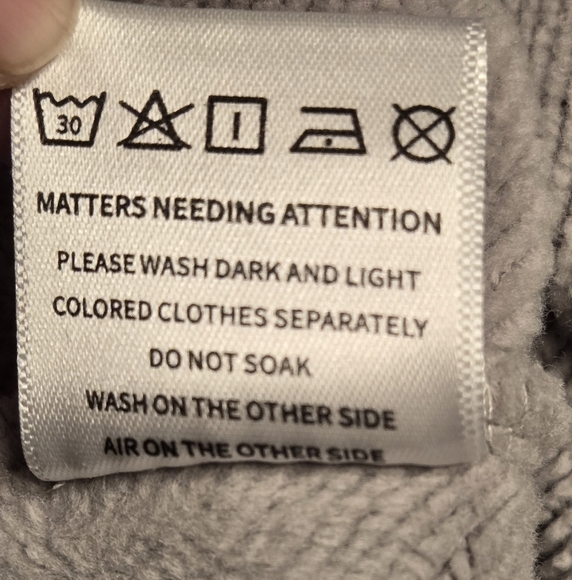 30
MATTERS NEEDING ATTENTION
PLEASE WASH DARK AND LIGHT
COLORED CLOTHES SEPARATELY
DO NOT SOAK
WASH ON THE OTHER SIDE
AIR ON THE OTHER SIDE